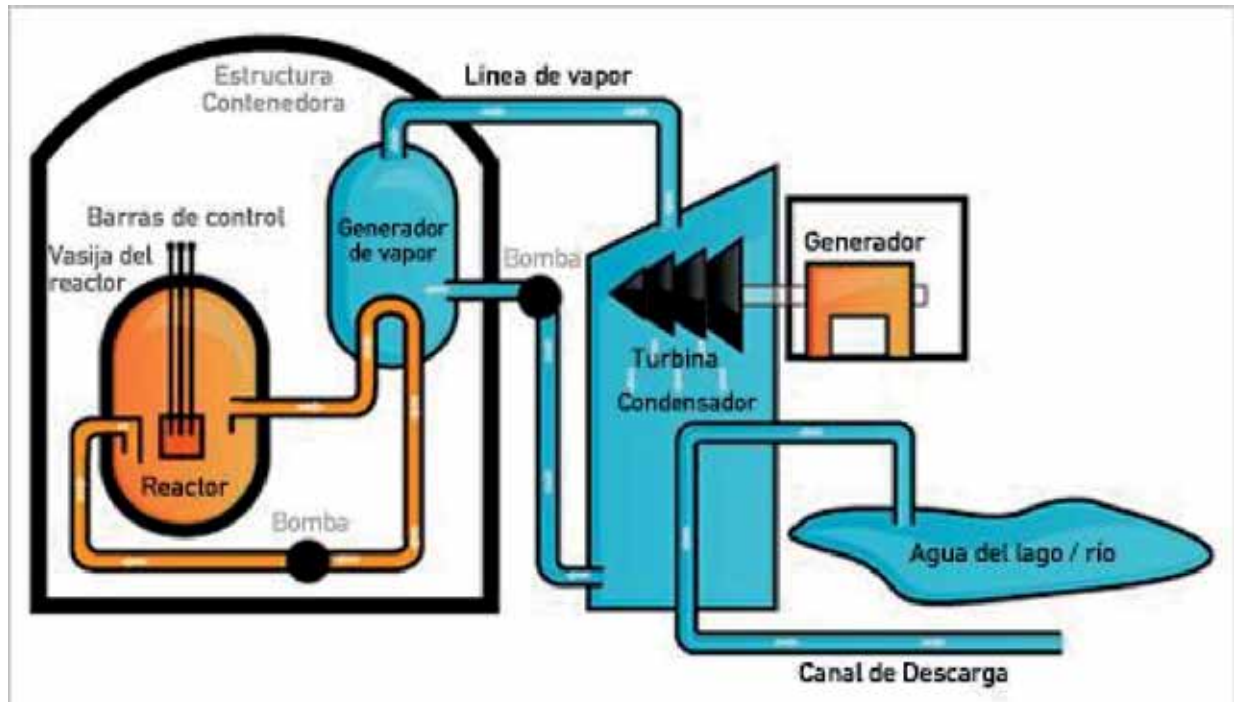 Estructura
Contenedora
Línea de vapor
Barras de control
Vasija del
reactor
Generador
de vapor
Bomba
Generador
Turbina
Condensador
Reactor
Bomba
Agua del lago / río
Canal de Descarga